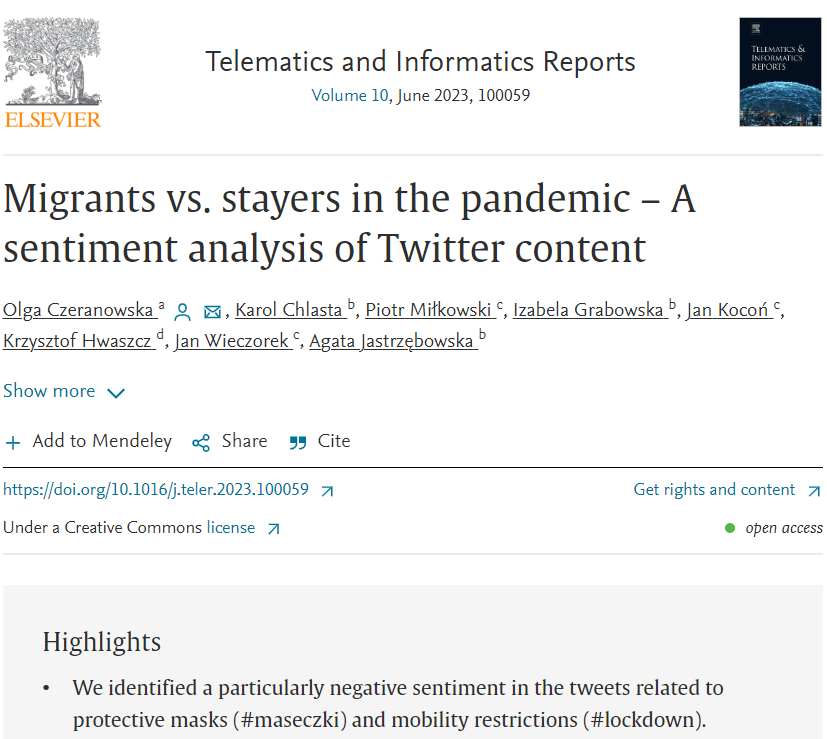 ELSEVIER
Telematics and Informatics Reports
Volume 10, June 2023, 100059
TELEMATICS &
INFORMATICS
REPORTS
Migrants vs. stayers in the pandemic – A
sentiment analysis of Twitter content
Olga Czeranowska a, Karol Chlasta b, Piotr Miłkowski c, Izabela Grabowska b, Jan Kocoń c,
Krzysztof Hwaszcz d, Jan Wieczorek c, Agata Jastrzębowska b
Show more
Add to Mendeley Share Cite
https://doi.org/10.1016/j.teler.2023.100059 Get rights and content
Under a Creative Commons license open access
Highlights
• We identified a particularly negative sentiment in the tweets related to
protective masks (#maseczki) and mobility restrictions (#lockdown).